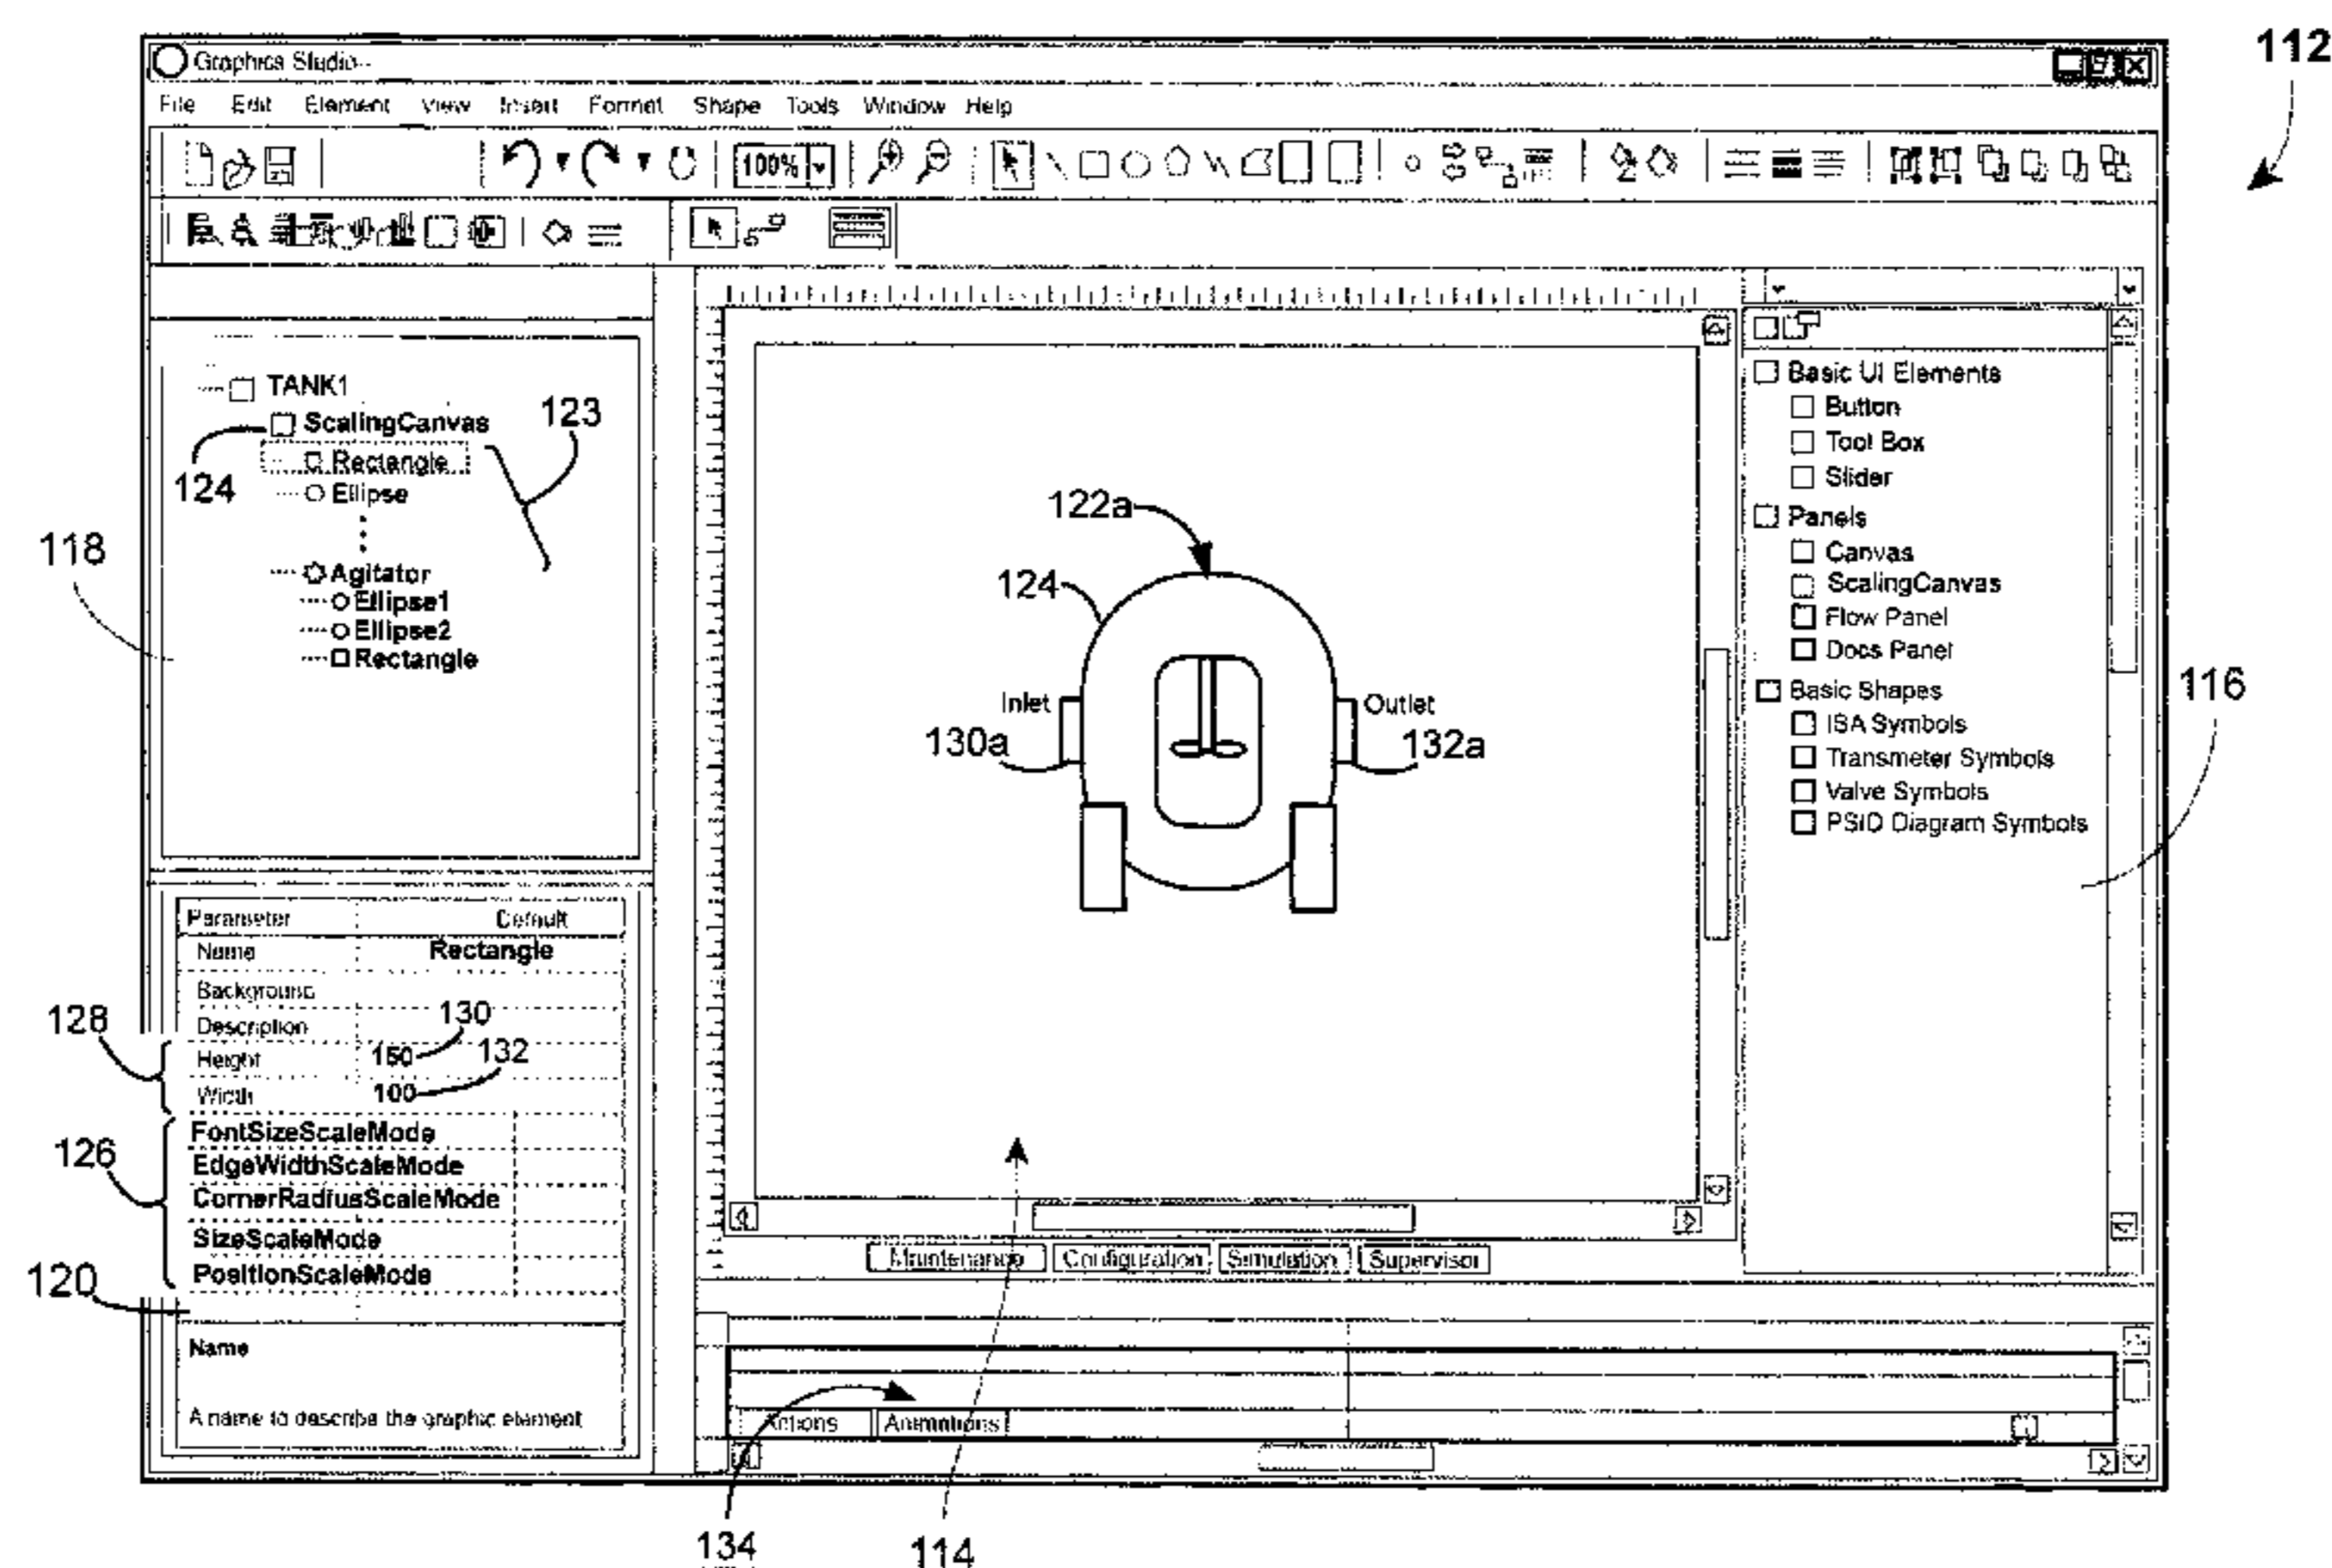 112
Graphics Studio
File Edit Element View Insert Format Shape Tools Window Help
100%
TANK1
ScalingCanvas
123
124
Rectangle
Ellipse
Agitator
Ellipse1
Ellipse2
Rectangle
118
Parameter Default
Name Rectangle
Background
Description
130
Height 150
132
Width 100
128
FontSizeScaleMode
EdgeWidthScaleMode
CornerRadiusScaleMode
SizeScaleMode
PositionScaleMode
126
120
Name
A name to describe the graphic element
122a
124
Inlet
130a
Outlet
132a
Maintenance Configuration Simulation Supervisor
Actions Animations
134
114
Basic UI Elements
Button
Tool Box
Slider
Panels
Canvas
ScalingCanvas
Flow Panel
Docs Panel
Basic Shapes
ISA Symbols
Transmeter Symbols
Valve Symbols
PSID Diagram Symbols
116